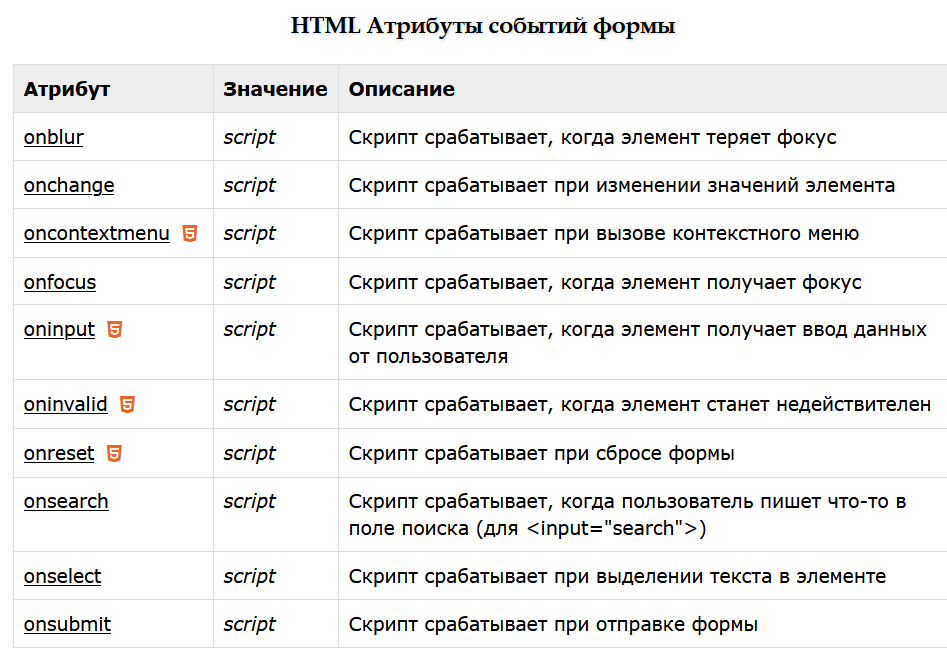 HTML Атрибуты событий формы
Атрибут Значение Описание
onblur script Скрипт срабатывает, когда элемент теряет фокус
onchange script Скрипт срабатывает при изменении значений элемента
oncontextmenu 5 script Скрипт срабатывает при вызове контекстного меню
onfocus script Скрипт срабатывает, когда элемент получает фокус
oninput 5 script Скрипт срабатывает, когда элемент получает ввод данных
от пользователя
oninvalid 5 script Скрипт срабатывает, когда элемент станет недействителен
onreset 5 script Скрипт срабатывает при сбросе формы
onsearch script Скрипт срабатывает, когда пользователь пишет что-то в
поле поиска (для <input="search">)
onselect script Скрипт срабатывает при выделении текста в элементе
onsubmit script Скрипт срабатывает при отправке формы